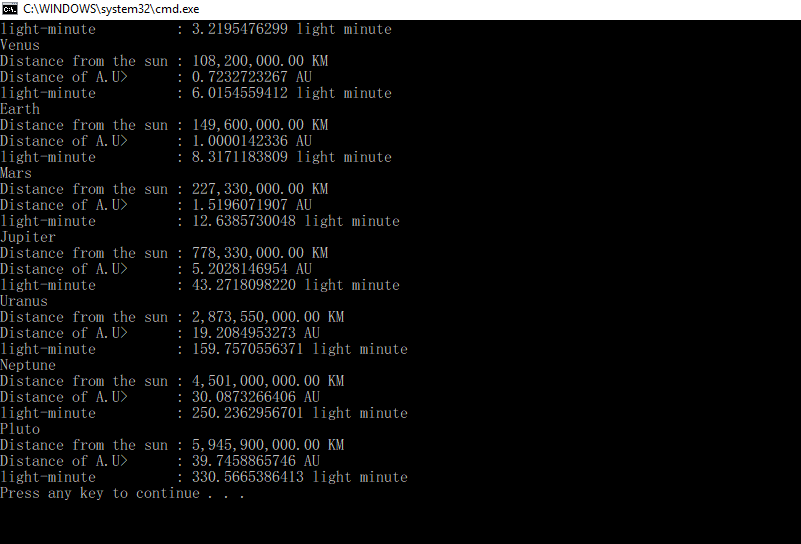 C:\WINDOWS\system32\cmd.exe
light-minute          : 3.2195476299 light minute
Venus
Distance from the sun : 108,200,000.00 KM
Distance of A.U>      : 0.7232723267 AU
light-minute          : 6.0154559412 light minute
Earth
Distance from the sun : 149,600,000.00 KM
Distance of A.U>      : 1.0000142336 AU
light-minute          : 8.3171183809 light minute
Mars
Distance from the sun : 227,330,000.00 KM
Distance of A.U>      : 1.5196071907 AU
light-minute          : 12.6385730048 light minute
Jupiter
Distance from the sun : 778,330,000.00 KM
Distance of A.U>      : 5.2028146954 AU
light-minute          : 43.2718098220 light minute
Uranus
Distance from the sun : 2,873,550,000.00 KM
Distance of A.U>      : 19.2084953273 AU
light-minute          : 159.7570556371 light minute
Neptune
Distance from the sun : 4,501,000,000.00 KM
Distance of A.U>      : 30.0873266406 AU
light-minute          : 250.2362956701 light minute
Pluto
Distance from the sun : 5,945,900,000.00 KM
Distance of A.U>      : 39.7458865746 AU
light-minute          : 330.5665386413 light minute
Press any key to continue . . .